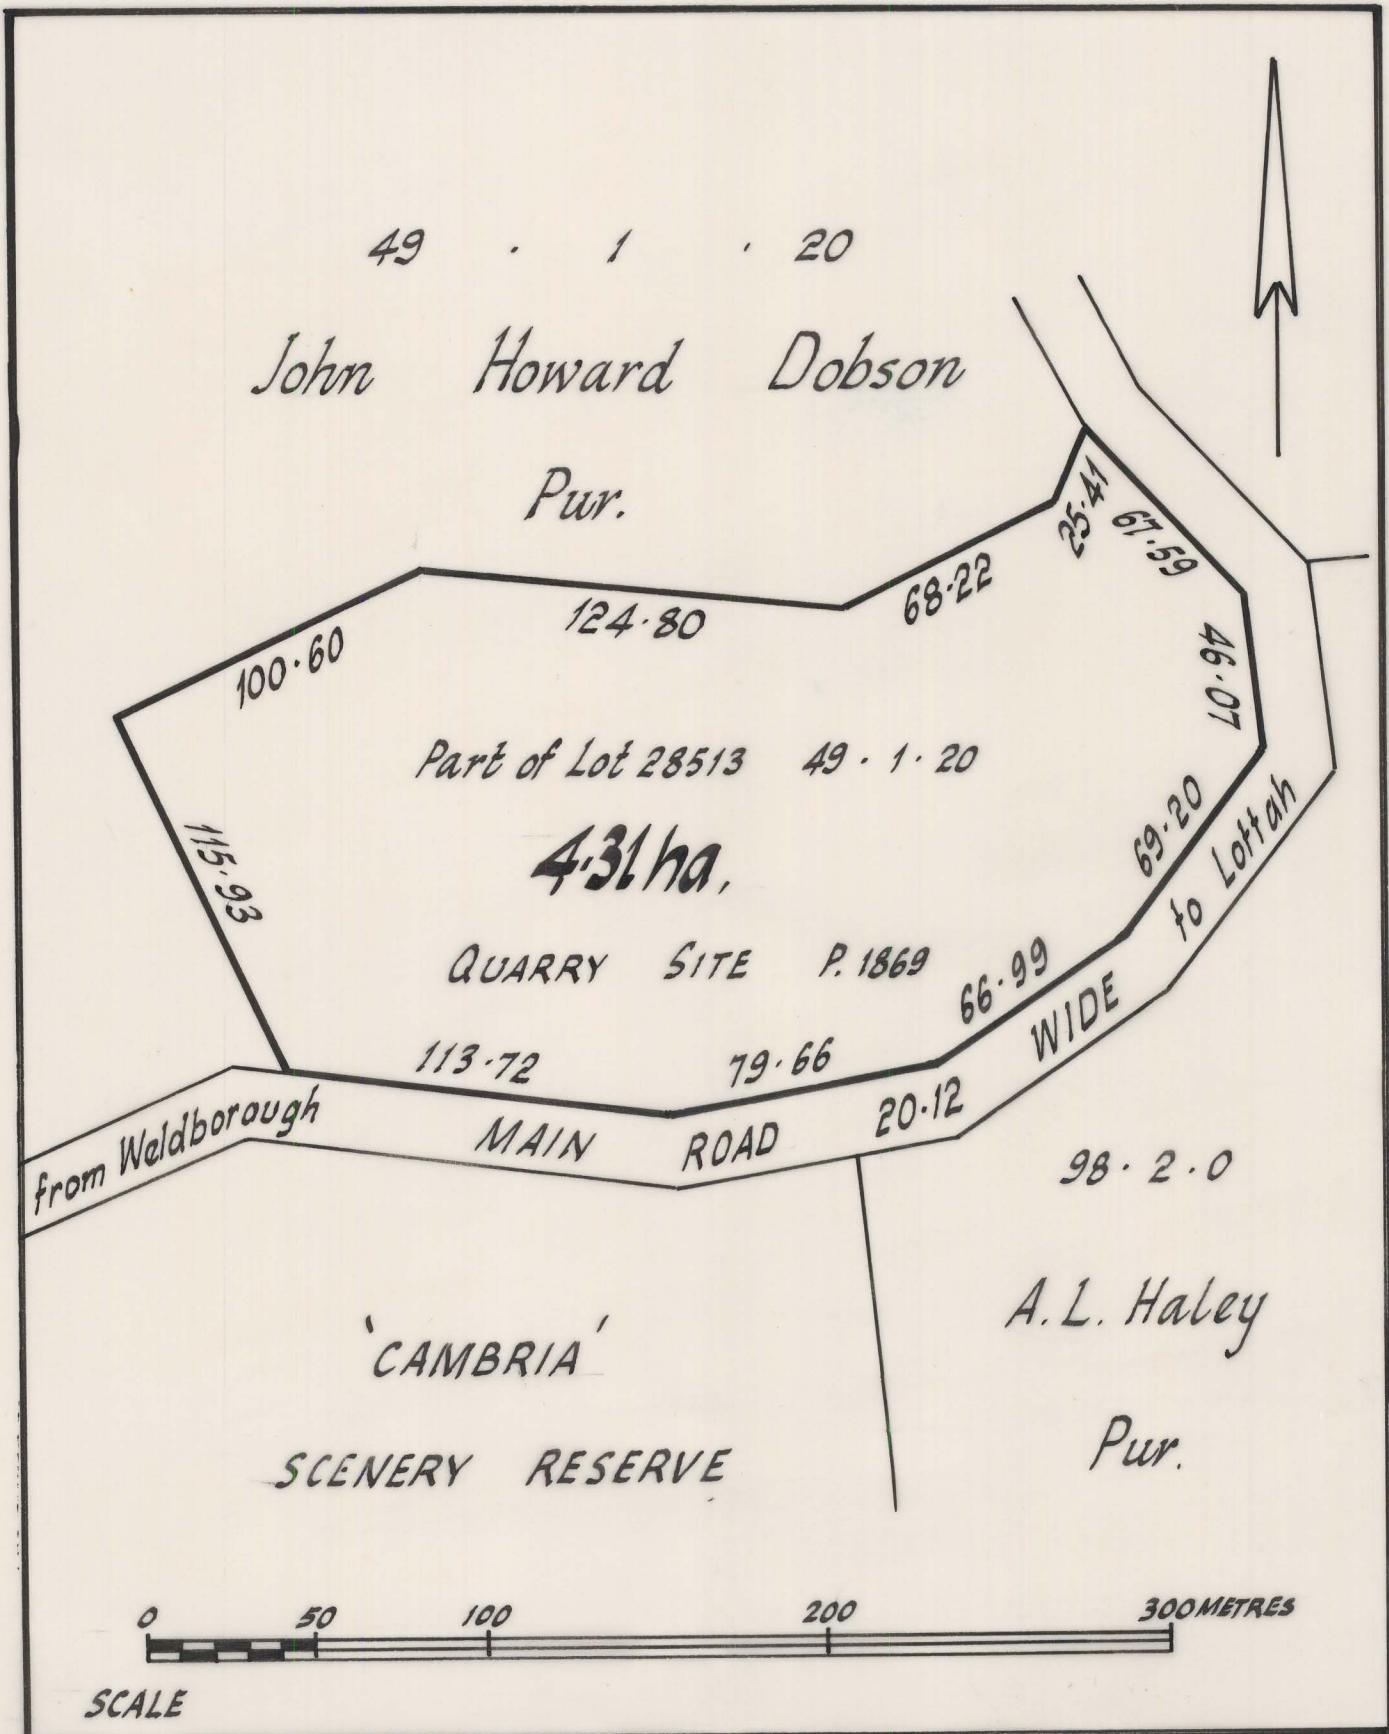 49 · 1 · 20
John Howard Dobson
Pur.
25·41
67·59
68·22
124·80
100·60
46·07
Part of Lot 28513 49·1·20
115·93
4·31ha.
69·20
to Lottah
QUARRY SITE P.1869
66·99
WIDE
113·72
79·66
20·12
from Weldborough
MAIN ROAD
98·2·0
A.L. Haley
Pur.
'CAMBRIA'
SCENERY RESERVE
0 50 100 200 300 METRES
SCALE